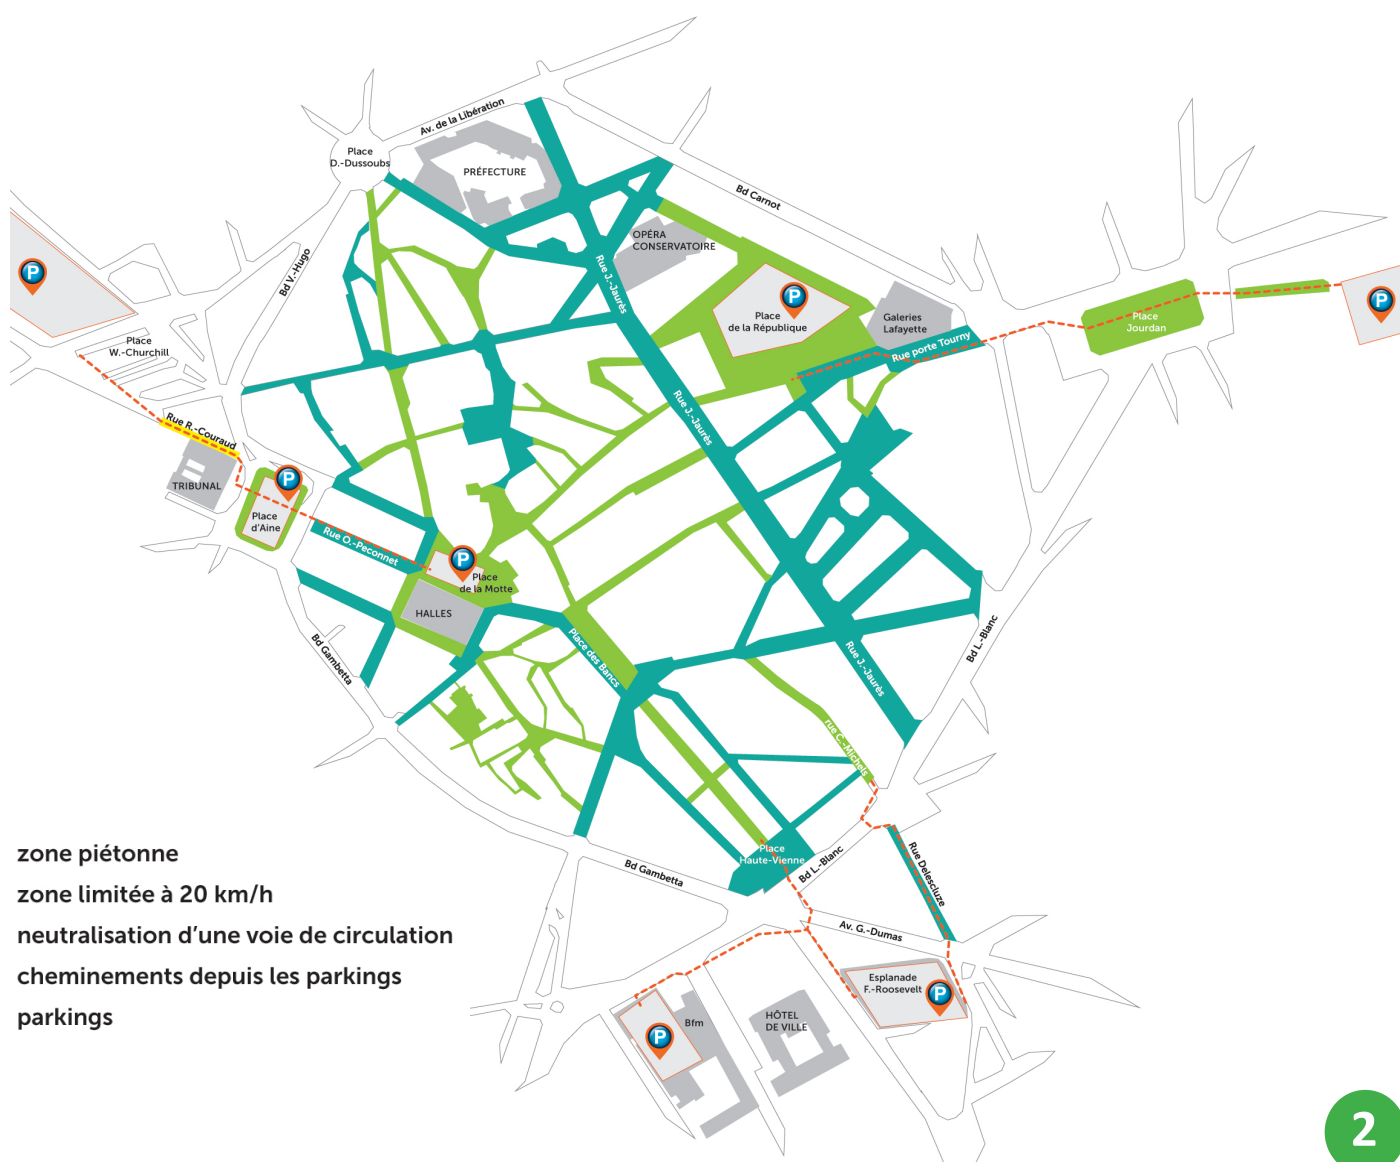 Av. de la Libération
Place
D.-Dussoubs
PRÉFECTURE
Bd Carnot
OPÉRA
CONSERVATOIRE
Bd V.-Hugo
Rue J.-Jaurès
P
P
P
Place
de la République
Galeries
Lafayette
Place
Jourdan
Rue porte Tourny
Place
W.-Churchill
Rue R.-Couraud
Rue J.-Jaurès
TRIBUNAL
P
Place
d'Aine
Rue O.-Peconnet
P
Place
de la Motte
HALLES
Place des Bancs
Bd Gambetta
Bd L.-Blanc
Rue J.-Jaurès
rue C.-Michels
zone piétonne
zone limitée à 20 km/h
neutralisation d’une voie de circulation
cheminements depuis les parkings
parkings
Place
Haute-Vienne
Bd L.-Blanc
Bd Gambetta
Rue Delescluze
Av. G.-Dumas
Esplanade
F.-Roosevelt
P
Bfm
P
HÔTEL
DE VILLE
2